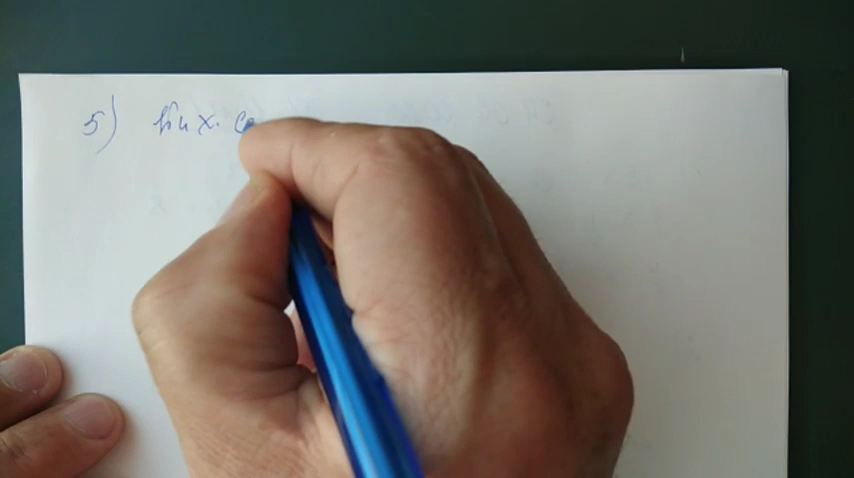 5) sin x · co